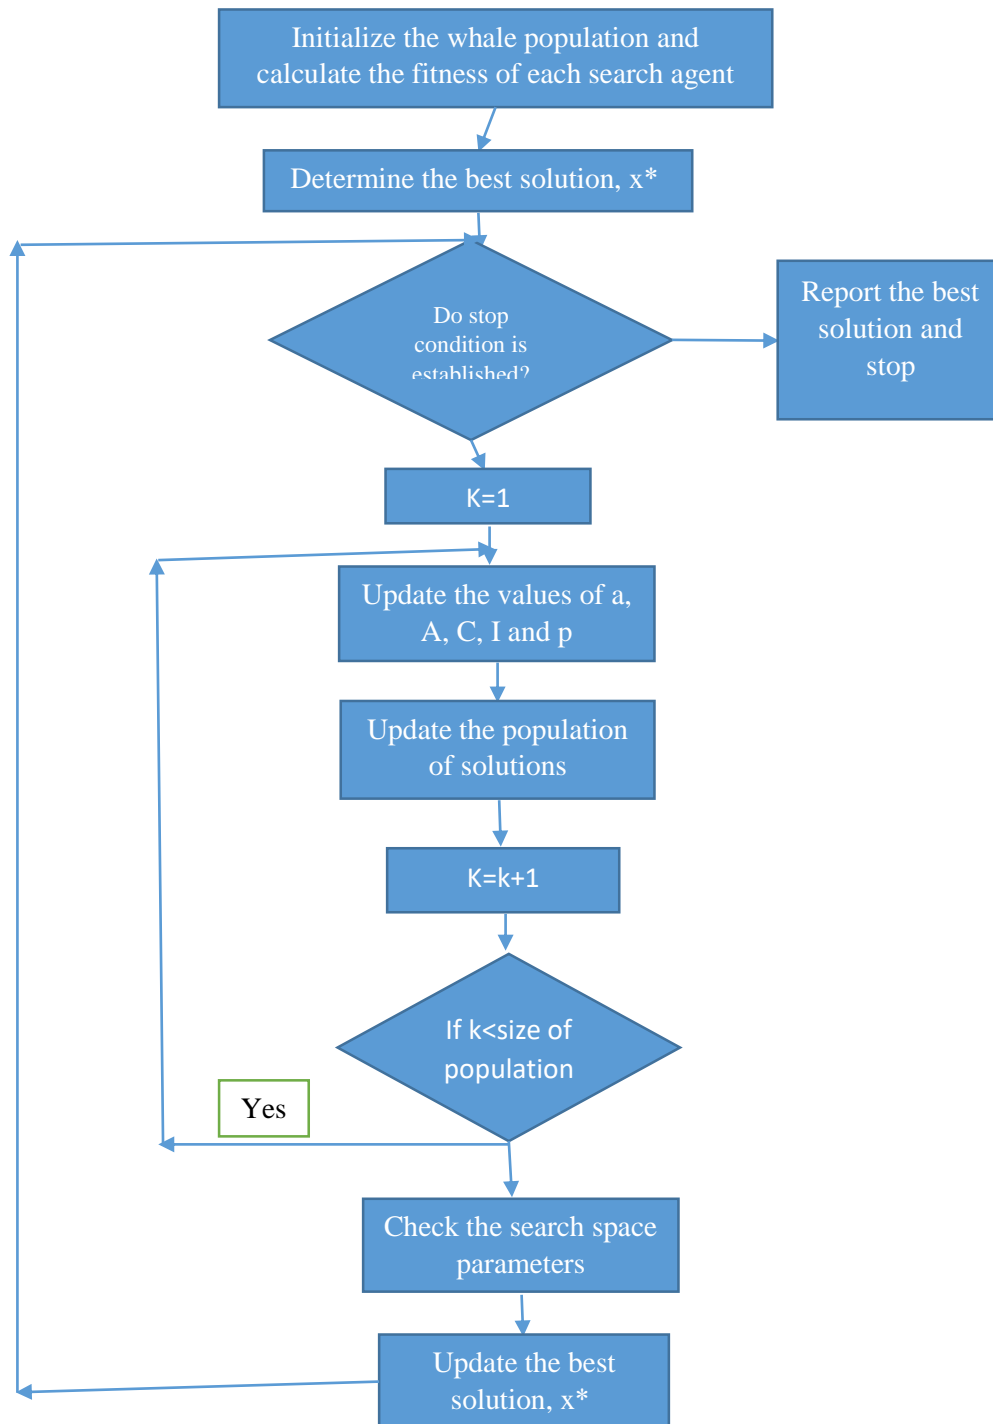 Initialize the whale population and
calculate the fitness of each search agent
Determine the best solution, x*
Do stop
condition is
established?
Report the best
solution and
stop
K=1
Update the values of a,
A, C, I and p
Update the population
of solutions
K=k+1
If k<size of
population
Yes
Check the search space
parameters
Update the best
solution, x*